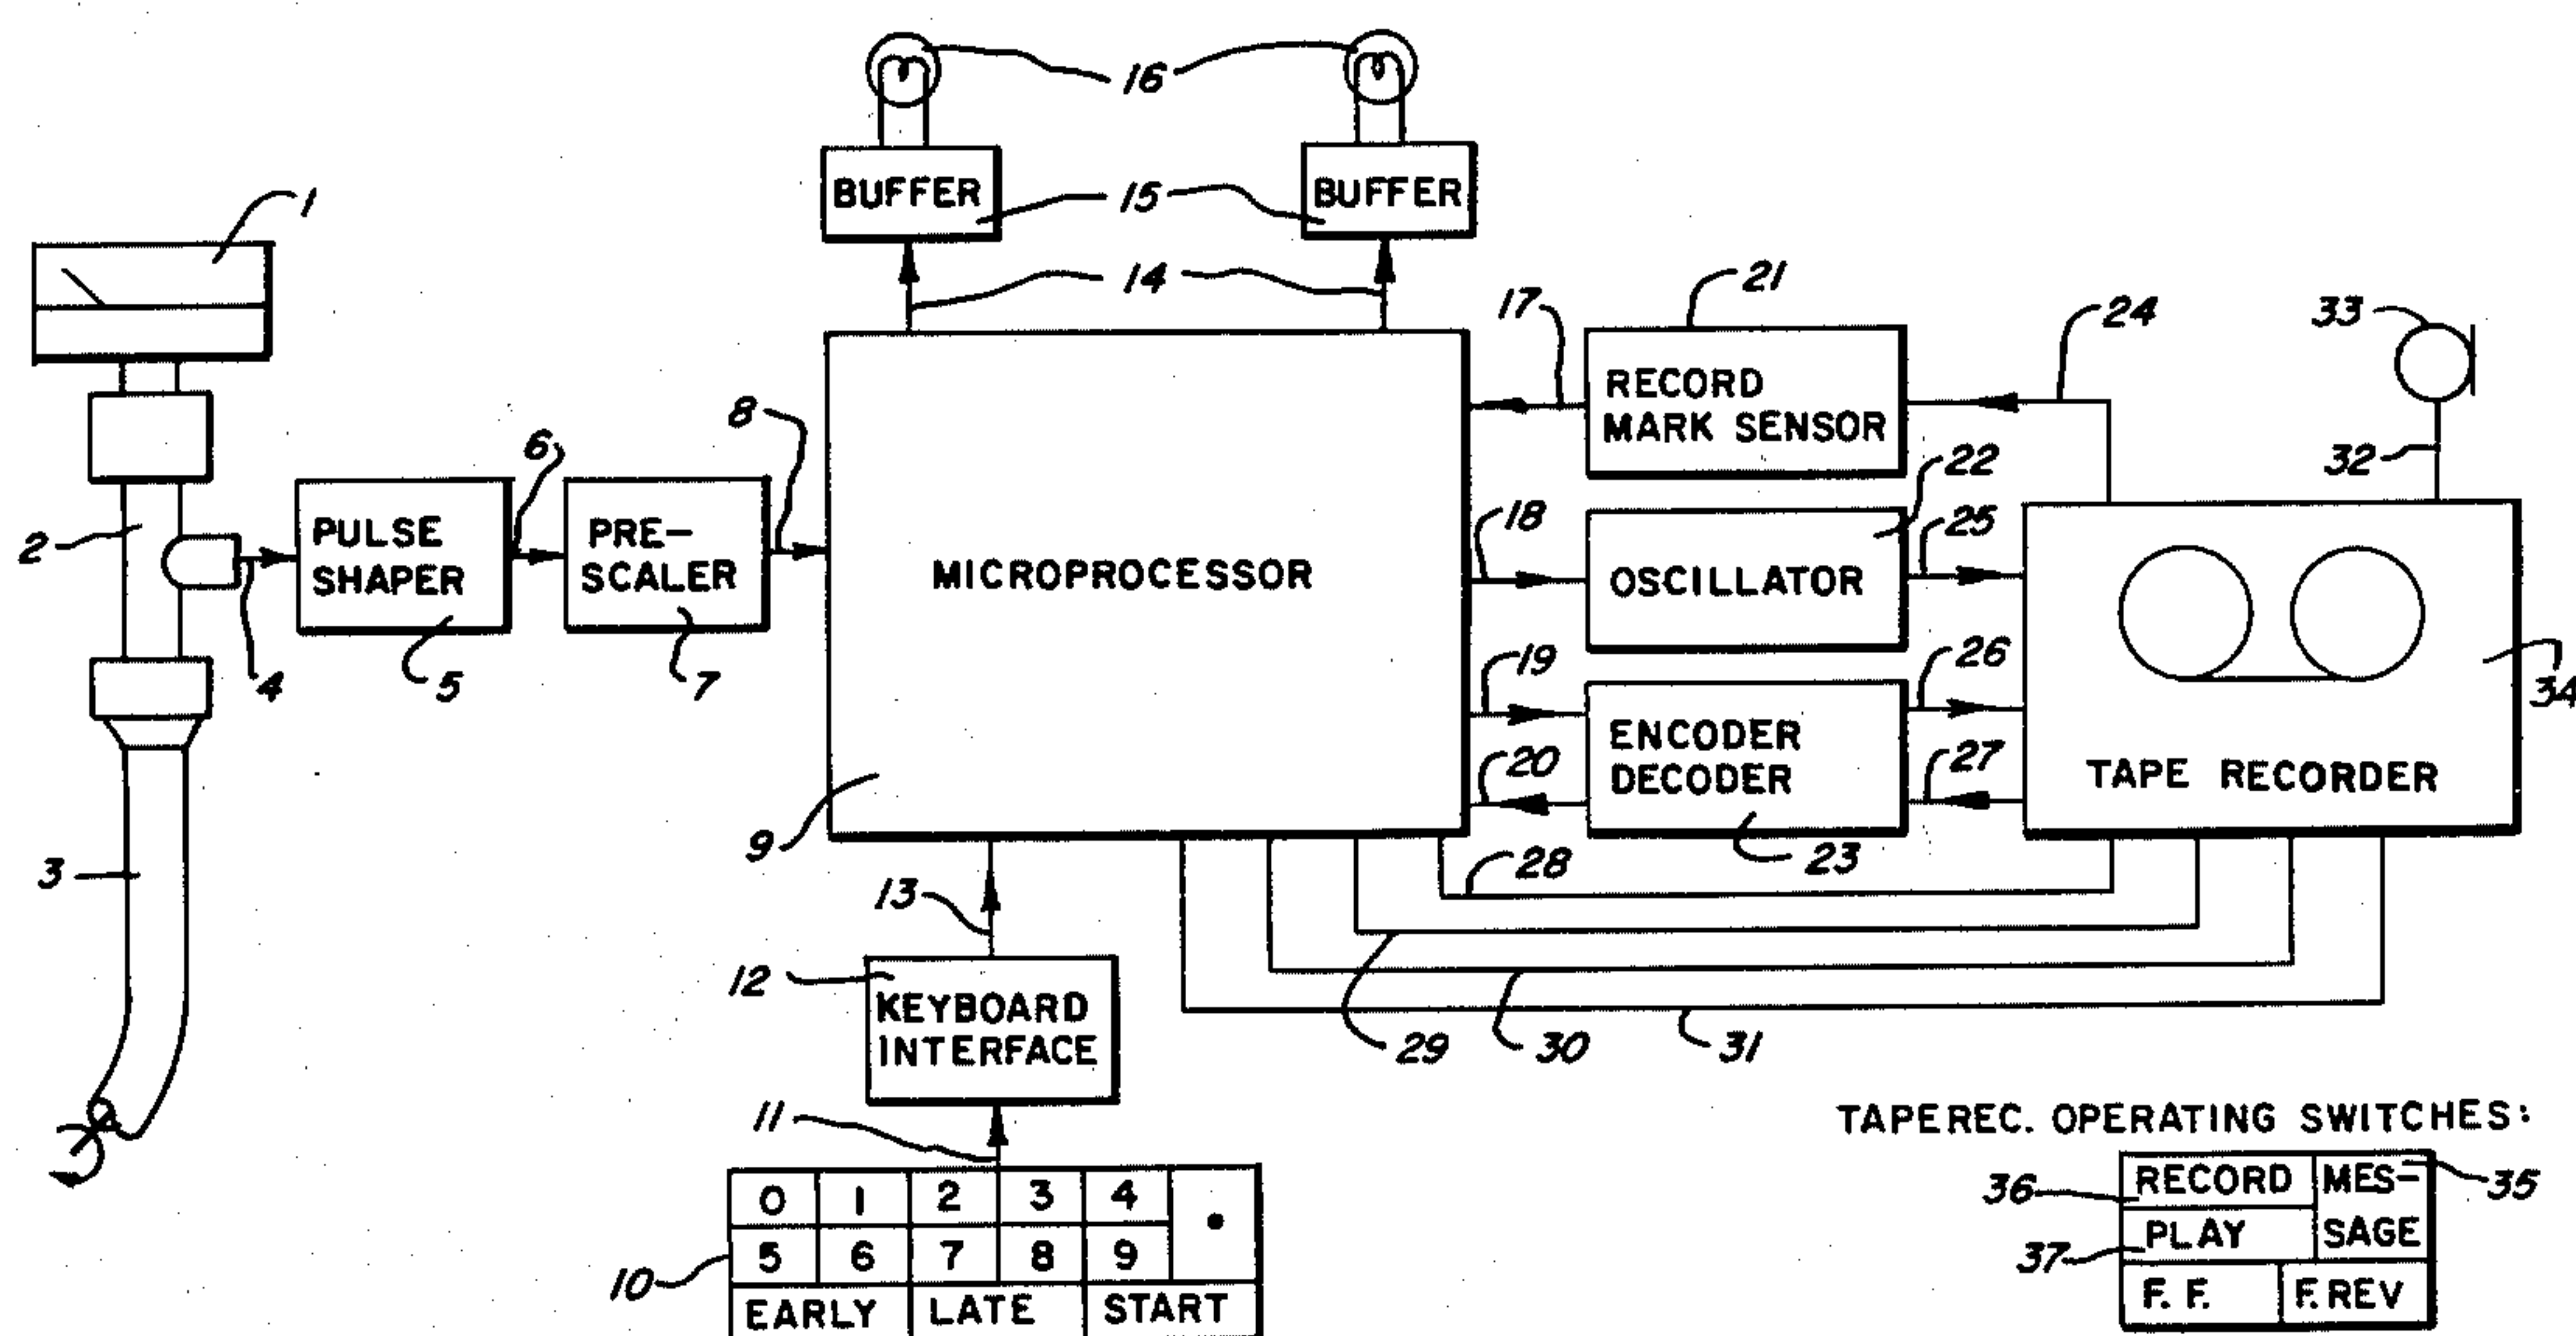 16
BUFFER
15
BUFFER
1
14
17
21
24
33
RECORD
MARK SENSOR
32
8
6
2
PULSE
SHAPER
PRE-
SCALER
MICROPROCESSOR
18
22
OSCILLATOR
25
4
5
7
19
26
34
ENCODER
DECODER
20
27
TAPE RECORDER
3
9
23
28
13
12
KEYBOARD
INTERFACE
29
30
31
11
TAPEREC. OPERATING SWITCHES:
0 1 2 3 4 •
5 6 7 8 9
10
EARLY LATE START
36
RECORD
MES-
SAGE
35
37
PLAY
F. F.
F. REV